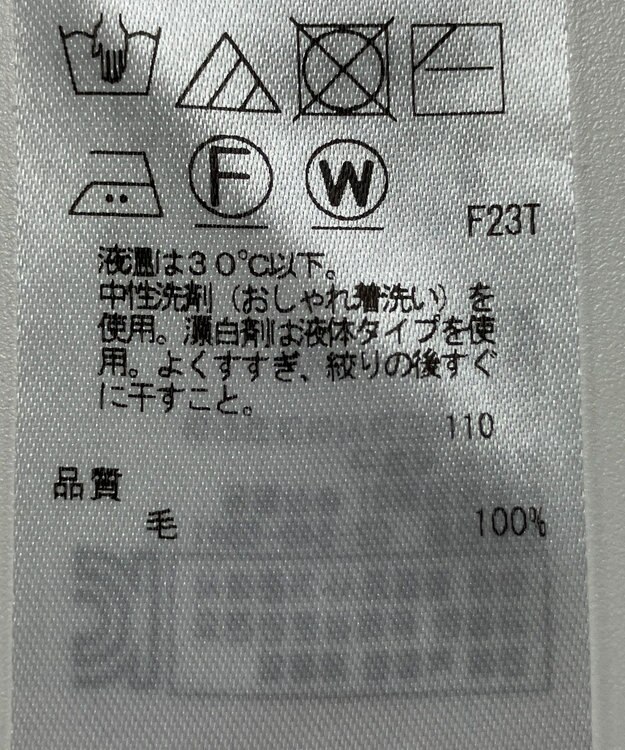 F W
F23T
液温は30℃以下。
中性洗剤（おしゃれ着洗い）を
使用。漂白剤は液体タイプを使
用。よくすすぎ、絞りの後すぐ
に干すこと。
110
品質
毛 100%